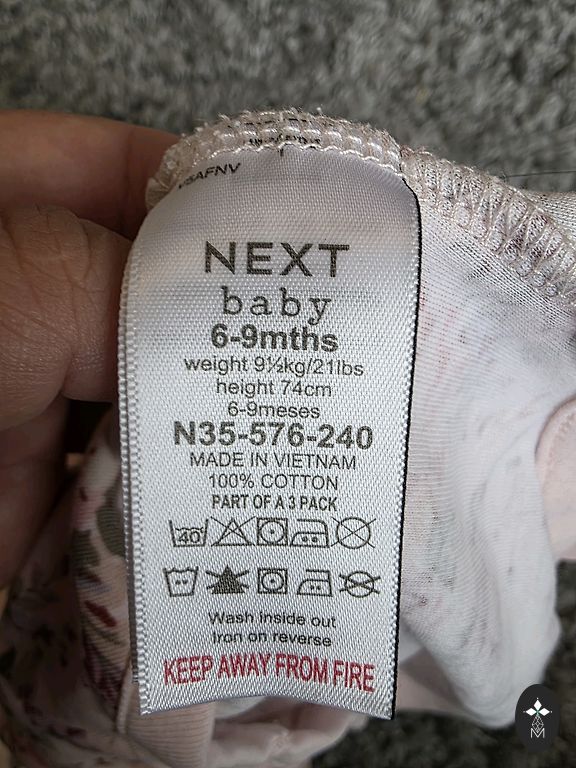 V8AFNV
NEXT
baby
6-9mths
weight 9½kg/21lbs
height 74cm
6-9meses
N35-576-240
MADE IN VIETNAM
100% COTTON
PART OF A 3 PACK
40
Wash inside out
Iron on reverse
KEEP AWAY FROM FIRE
M